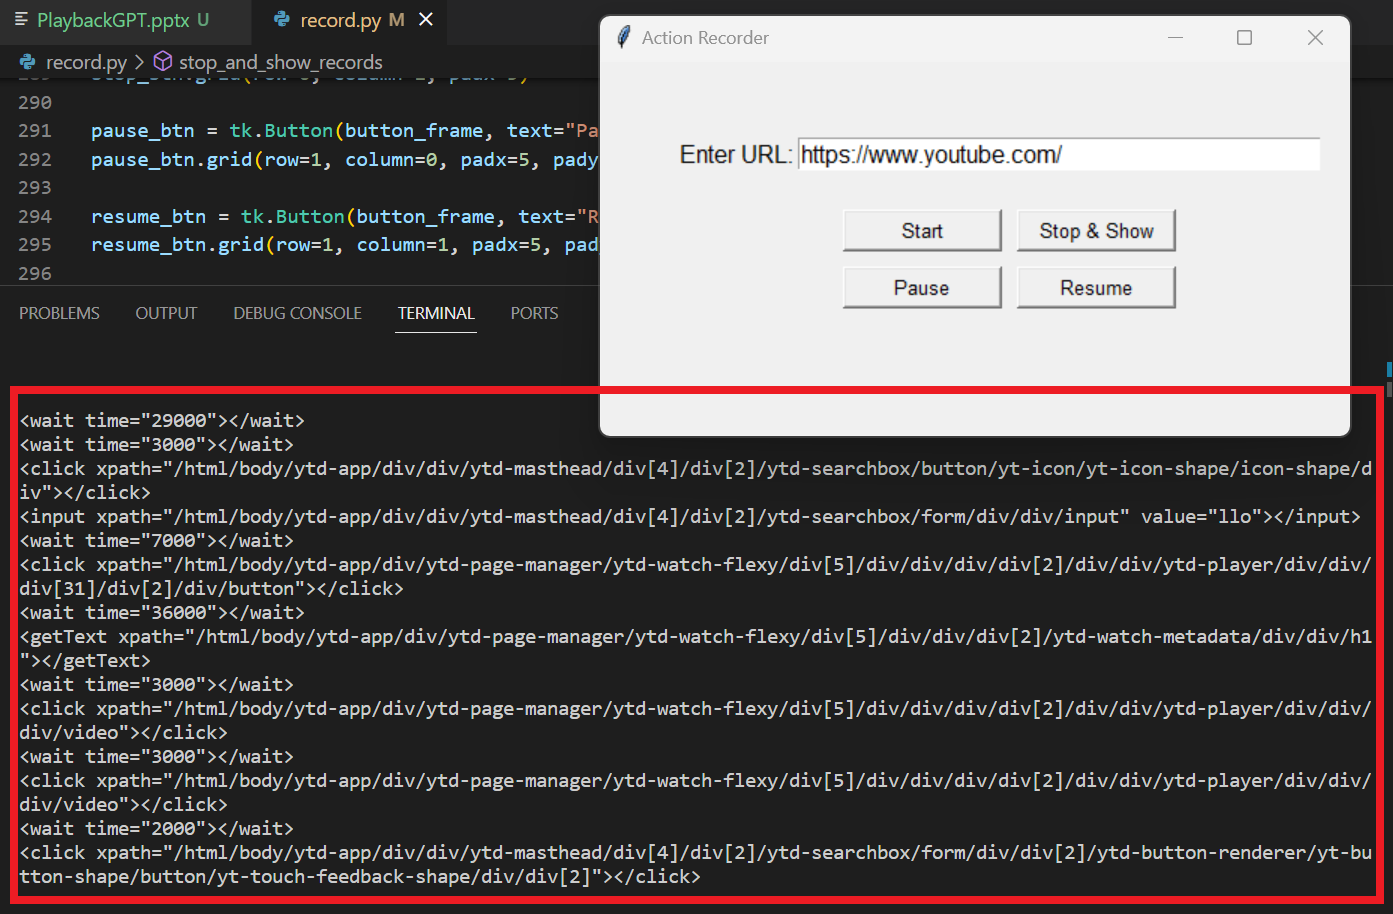 PlaybackGPT.pptx U
record.py M
record.py > stop_and_show_records
290
291 pause_btn = tk.Button(button_frame, text="Pa
292 pause_btn.grid(row=1, column=0, padx=5, pady
293
294 resume_btn = tk.Button(button_frame, text="R
295 resume_btn.grid(row=1, column=1, padx=5, pad
296
Action Recorder
Enter URL: https://www.youtube.com/
Start Stop & Show
Pause Resume
PROBLEMS OUTPUT DEBUG CONSOLE TERMINAL PORTS
<wait time="29000"></wait>
<wait time="3000"></wait>
<click xpath="/html/body/ytd-app/div/div/ytd-masthead/div[4]/div[2]/ytd-searchbox/button/yt-icon/yt-icon-shape/icon-shape/d
iv"></click>
<input xpath="/html/body/ytd-app/div/div/ytd-masthead/div[4]/div[2]/ytd-searchbox/form/div/div/input" value="llo"></input>
<wait time="7000"></wait>
<click xpath="/html/body/ytd-app/div/ytd-page-manager/ytd-watch-flexy/div[5]/div/div/div/div[2]/div/div/ytd-player/div/div/
div[31]/div[2]/div/button"></click>
<wait time="36000"></wait>
<getText xpath="/html/body/ytd-app/div/ytd-page-manager/ytd-watch-flexy/div[5]/div/div/div[2]/ytd-watch-metadata/div/div/h1
"></getText>
<wait time="3000"></wait>
<click xpath="/html/body/ytd-app/div/ytd-page-manager/ytd-watch-flexy/div[5]/div/div/div/div[2]/div/div/ytd-player/div/div/
div/video"></click>
<wait time="3000"></wait>
<click xpath="/html/body/ytd-app/div/ytd-page-manager/ytd-watch-flexy/div[5]/div/div/div/div[2]/div/div/ytd-player/div/div/
div/video"></click>
<wait time="2000"></wait>
<click xpath="/html/body/ytd-app/div/div/ytd-masthead/div[4]/div[2]/ytd-searchbox/form/div/div[2]/ytd-button-renderer/yt-bu
tton-shape/button/yt-touch-feedback-shape/div/div[2]"></click>